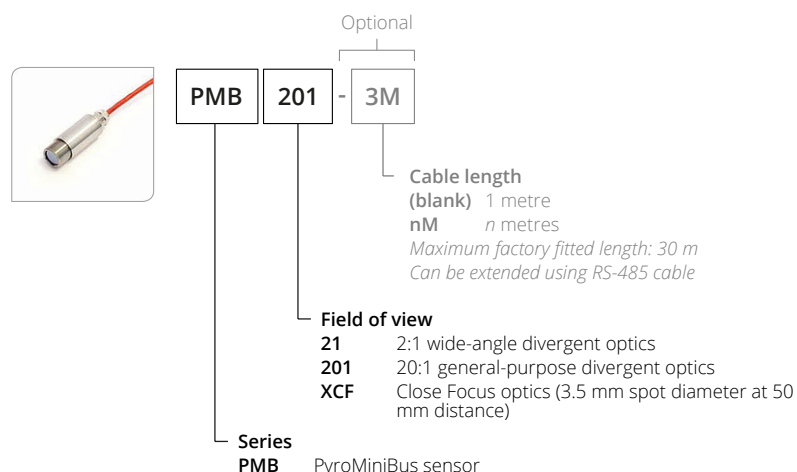 Optional
PMB 201 - 3M
Cable length
(blank) 1 metre
nM n metres
Maximum factory fitted length: 30 m
Can be extended using RS-485 cable
Field of view
21 2:1 wide-angle divergent optics
201 20:1 general-purpose divergent optics
XCF Close Focus optics (3.5 mm spot diameter at 50
mm distance)
Series
PMB PyroMiniBus sensor